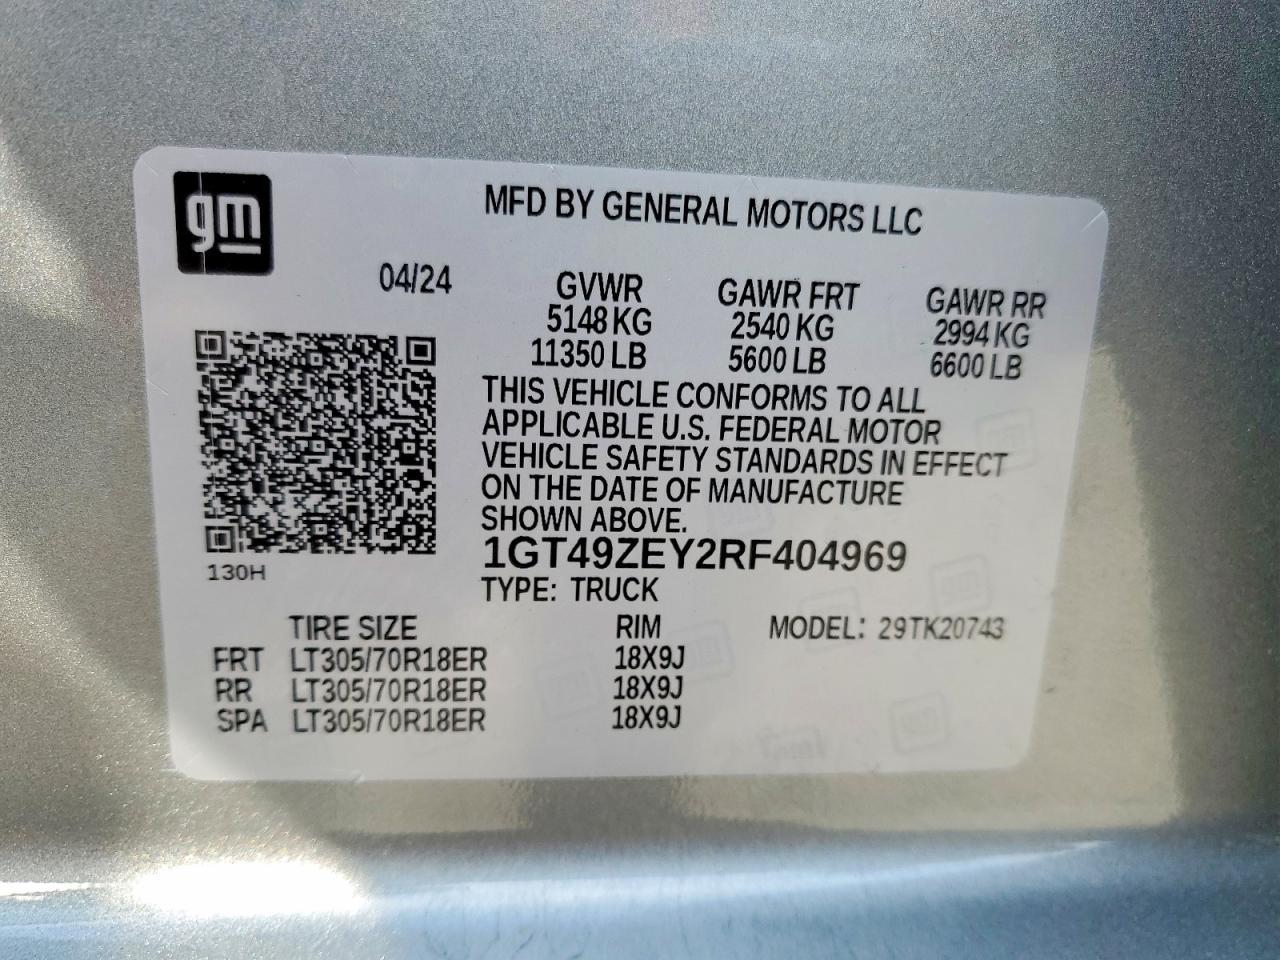 gm
MFD BY GENERAL MOTORS LLC
04/24 GVWR GAWR FRT GAWR RR
5148 KG 2540 KG 2994 KG
11350 LB 5600 LB 6600 LB
THIS VEHICLE CONFORMS TO ALL
APPLICABLE U.S. FEDERAL MOTOR
VEHICLE SAFETY STANDARDS IN EFFECT
ON THE DATE OF MANUFACTURE
SHOWN ABOVE.
1GT49ZEY2RF404969
130H
TYPE: TRUCK
TIRE SIZE RIM MODEL: 29TK20743
FRT LT305/70R18ER 18X9J
RR LT305/70R18ER 18X9J
SPA LT305/70R18ER 18X9J